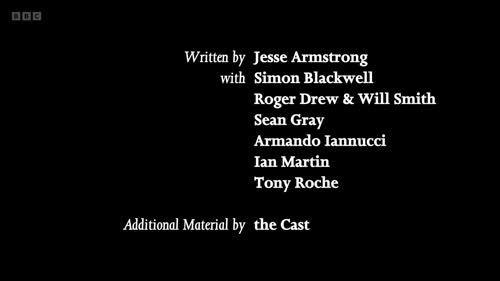 BBC
Written by Jesse Armstrong
with Simon Blackwell
Roger Drew & Will Smith
Sean Gray
Armando Iannucci
Ian Martin
Tony Roche
Additional Material by the Cast